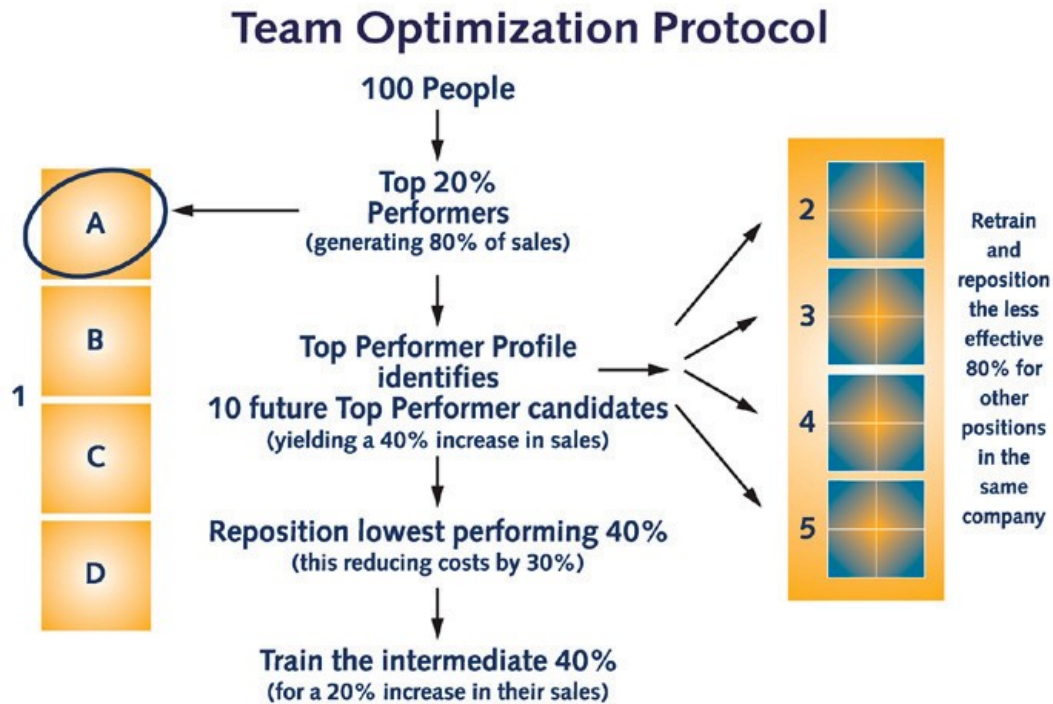 Team Optimization Protocol
100 People
Top 20%
Performers
(generating 80% of sales)
Top Performer Profile
identifies
10 future Top Performer candidates
(yielding a 40% increase in sales)
Reposition lowest performing 40%
(this reducing costs by 30%)
Train the intermediate 40%
(for a 20% increase in their sales)
1
A
B
C
D
2
3
4
5
Retrain
and
reposition
the less
effective
80% for
other
positions
in the
same
company